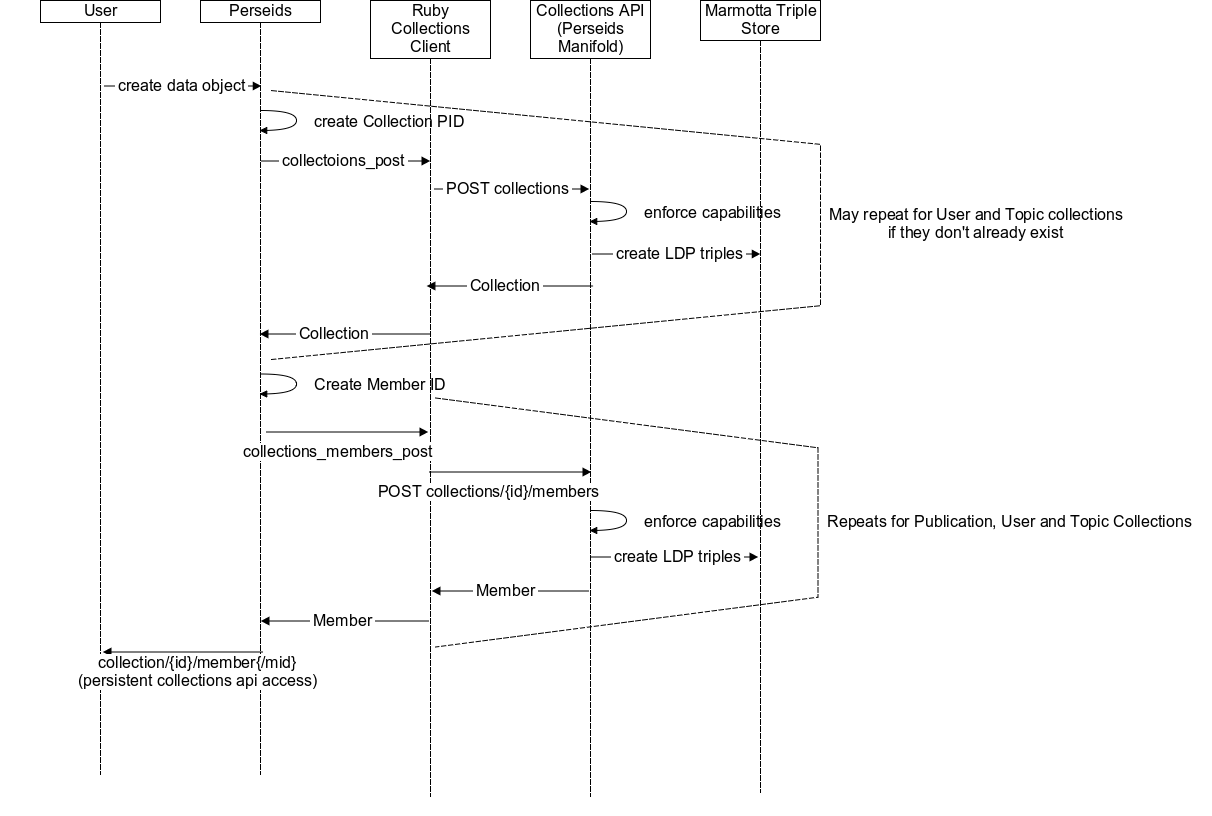 User
Perseids
Ruby
Collections
Client
Collections API
(Perseids
Manifold)
Marmotta Triple
Store
create data object
create Collection PID
collectoions_post
POST collections
enforce capabilities
May repeat for User and Topic collections
if they don't already exist
create LDP triples
Collection
Collection
Create Member ID
collections_members_post
POST collections/{id}/members
enforce capabilities
Repeats for Publication, User and Topic Collections
create LDP triples
Member
Member
collection/{id}/member{/mid}
(persistent collections api access)